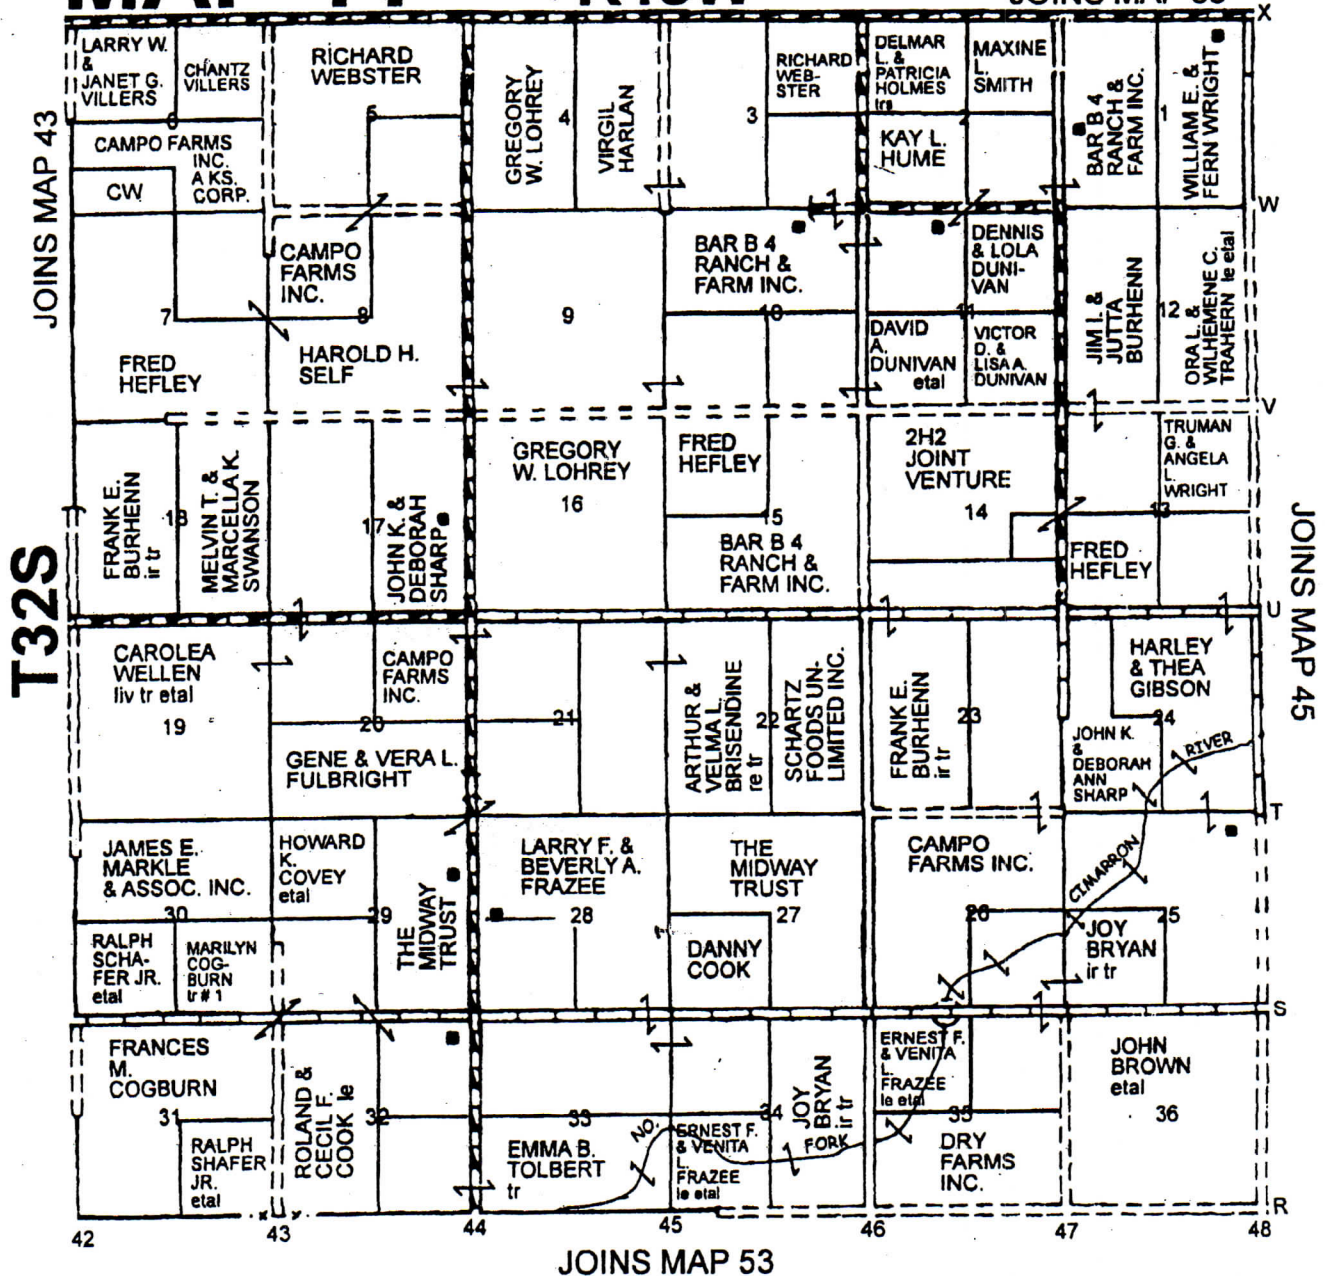 X
JOINS MAP 43
T32S
LARRY W.
&
JANET G.
VILLERS
CHANTZ
VILLERS
6
CAMPO FARMS
INC.
A KS.
CORP.
CW
RICHARD
WEBSTER
5
GREGORY
W. LOHREY
4
VIRGIL
HARLAN
3
RICHARD
WEB-
STER
DELMAR
L. &
PATRICIA
HOLMES
trs
MAXINE
L.
SMITH
2
KAY L.
HUME
BAR B 4
RANCH &
FARM INC.
1
WILLIAM E. &
FERN WRIGHT
W
CAMPO
FARMS
INC.
7
8
FRED
HEFLEY
HAROLD H.
SELF
9
BAR B 4
RANCH &
FARM INC.
10
DENNIS
& LOLA
DUNI-
VAN
11
DAVID
A.
DUNIVAN
etal
VICTOR
D. &
LISA A.
DUNIVAN
JIM I. &
JUTTA
BURHENN
12
ORA L. &
WILHEMENE C.
TRAHERN le etal
V
FRANK E.
BURHENN
ir tr
18
MELVIN T. &
MARCELLA K.
SWANSON
17
JOHN K. &
DEBORAH
SHARP
GREGORY
W. LOHREY
16
FRED
HEFLEY
15
BAR B 4
RANCH &
FARM INC.
2H2
JOINT
VENTURE
14
TRUMAN
G. &
ANGELA
L.
WRIGHT
13
FRED
HEFLEY
U
JOINS MAP 45
CAROLEA
WELLEN
liv tr etal
19
CAMPO
FARMS
INC.
20
GENE & VERA L.
FULBRIGHT
21
ARTHUR &
VELMA L.
BRISENDINE
re tr
22
SCHARTZ
FOODS UN-
LIMITED INC.
FRANK E.
BURHENN
ir tr
23
HARLEY
& THEA
GIBSON
24
JOHN K.
&
DEBORAH
ANN
SHARP
RIVER
T
JAMES E.
MARKLE
& ASSOC. INC.
30
HOWARD
K.
COVEY
etal
29
THE
MIDWAY
TRUST
RALPH
SCHA-
FER JR.
etal
MARILYN
COG-
BURN
tr # 1
LARRY F. &
BEVERLY A.
FRAZEE
28
THE
MIDWAY
TRUST
27
DANNY
COOK
CAMPO
FARMS INC.
26
CIMARRON
25
JOY
BRYAN
ir tr
S
FRANCES
M.
COGBURN
31
RALPH
SHAFER
JR.
etal
ROLAND &
CECIL F.
COOK le
32
33
EMMA B.
TOLBERT
tr
NO.
ERNEST F.
& VENITA
L.
FRAZEE
le etal
34
JOY
BRYAN
ir tr
FORK
ERNEST F.
& VENITA
L.
FRAZEE
le etal
35
DRY
FARMS
INC.
JOHN
BROWN
etal
36
R
42
43
44
45
46
47
48
JOINS MAP 53